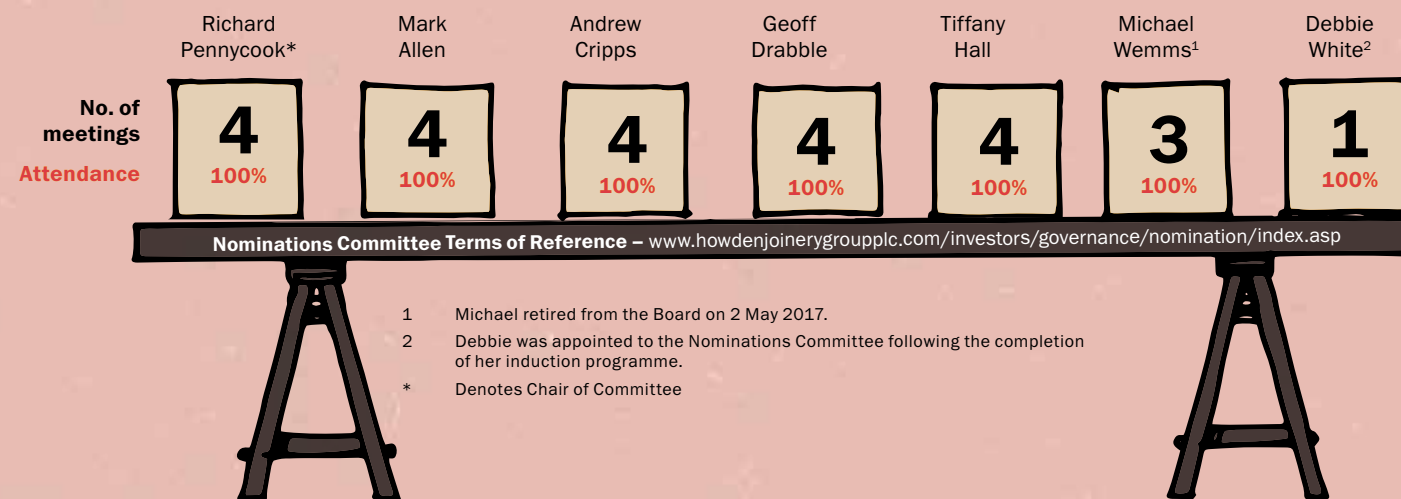 Richard
Pennycook*
Mark
Allen
Andrew
Cripps
Geoff
Drabble
Tiffany
Hall
Michael
Wemms¹
Debbie
White²
No. of
meetings
4
4
4
4
4
3
1
Attendance
100%
100%
100%
100%
100%
100%
100%
Nominations Committee Terms of Reference – www.howdenjoinerygroupplc.com/investors/governance/nomination/index.asp
1 Michael retired from the Board on 2 May 2017.
2 Debbie was appointed to the Nominations Committee following the completion
of her induction programme.
* Denotes Chair of Committee